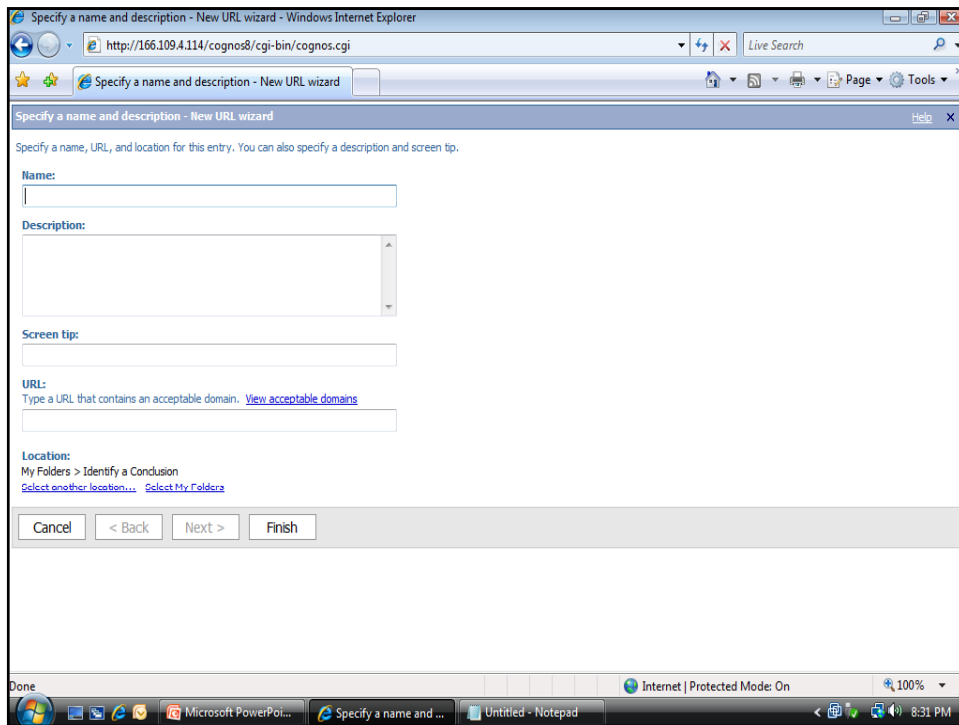 Specify a name and description - New URL wizard - Windows Internet Explorer
http://166.109.4.114/cognos8/cgi-bin/cognos.cgi
Live Search
Specify a name and description - New URL wizard
Page
Tools
Specify a name and description - New URL wizard
Help
Specify a name, URL, and location for this entry. You can also specify a description and screen tip.
Name:
Description:
Screen tip:
URL:
Type a URL that contains an acceptable domain. View acceptable domains
Location:
My Folders > Identify a Conclusion
Select another location... Select My Folders
Cancel
< Back
Next >
Finish
Done
Internet | Protected Mode: On
100%
Microsoft PowerPoi...
Specify a name and ...
Untitled - Notepad
8:31 PM